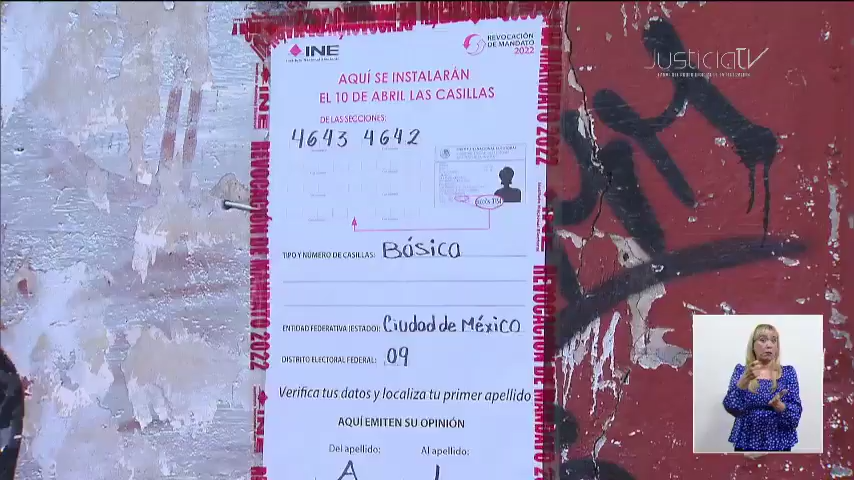 INE
REVOCACIÓN
DE MANDATO
2022
JusticiaTV
AQUÍ SE INSTALARÁN
EL 10 DE ABRIL LAS CASILLAS
DE LAS SECCIONES:
4643 4642
TIPO Y NÚMERO DE CASILLAS: Básica
ENTIDAD FEDERATIVA (ESTADO): Ciudad de México
DISTRITO ELECTORAL FEDERAL: 09
Verifica tus datos y localiza tu primer apellido
AQUÍ EMITEN SU OPINIÓN
Del apellido: Al apellido:
A
INE
REVOCACIÓN DE MANDATO 2022
INE
REVOCACIÓN DE MANDATO 2022